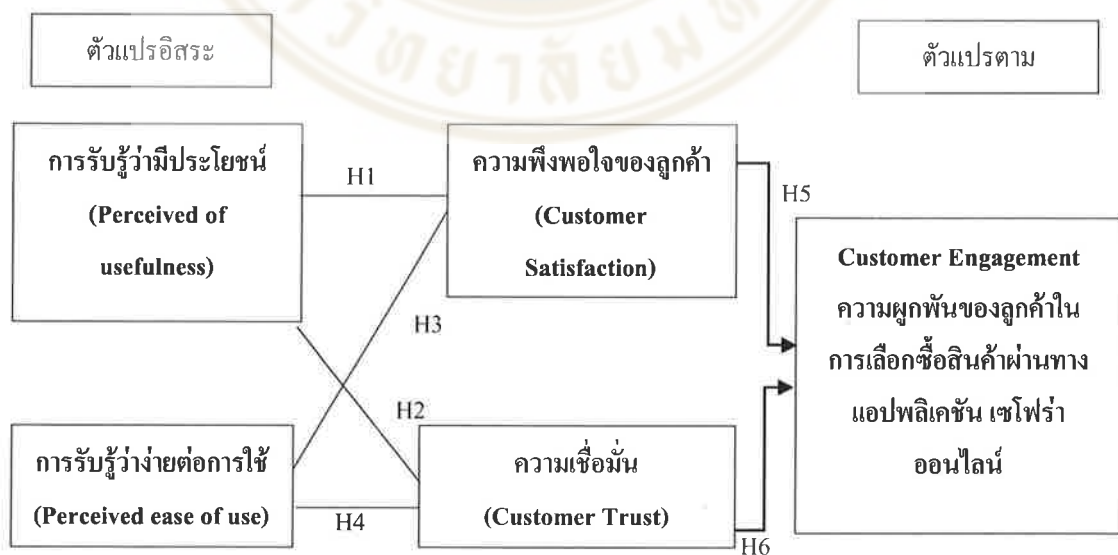 วิทยาลัยม
ตัวแปรอิสระ
ตัวแปรตาม
การรับรู้ว่ามีประโยชน์
(Perceived of
usefulness)
H1
ความพึงพอใจของลูกค้า
(Customer
Satisfaction)
H5
Customer Engagement
ความผูกพันของลูกค้าใน
การเลือกซื้อสินค้าผ่านทาง
แอปพลิเคชัน เซโฟร่า
ออนไลน์
H3
H2
การรับรู้ว่าง่ายต่อการใช้
(Perceived ease of use)
H4
ความเชื่อมั่น
(Customer Trust)
H6